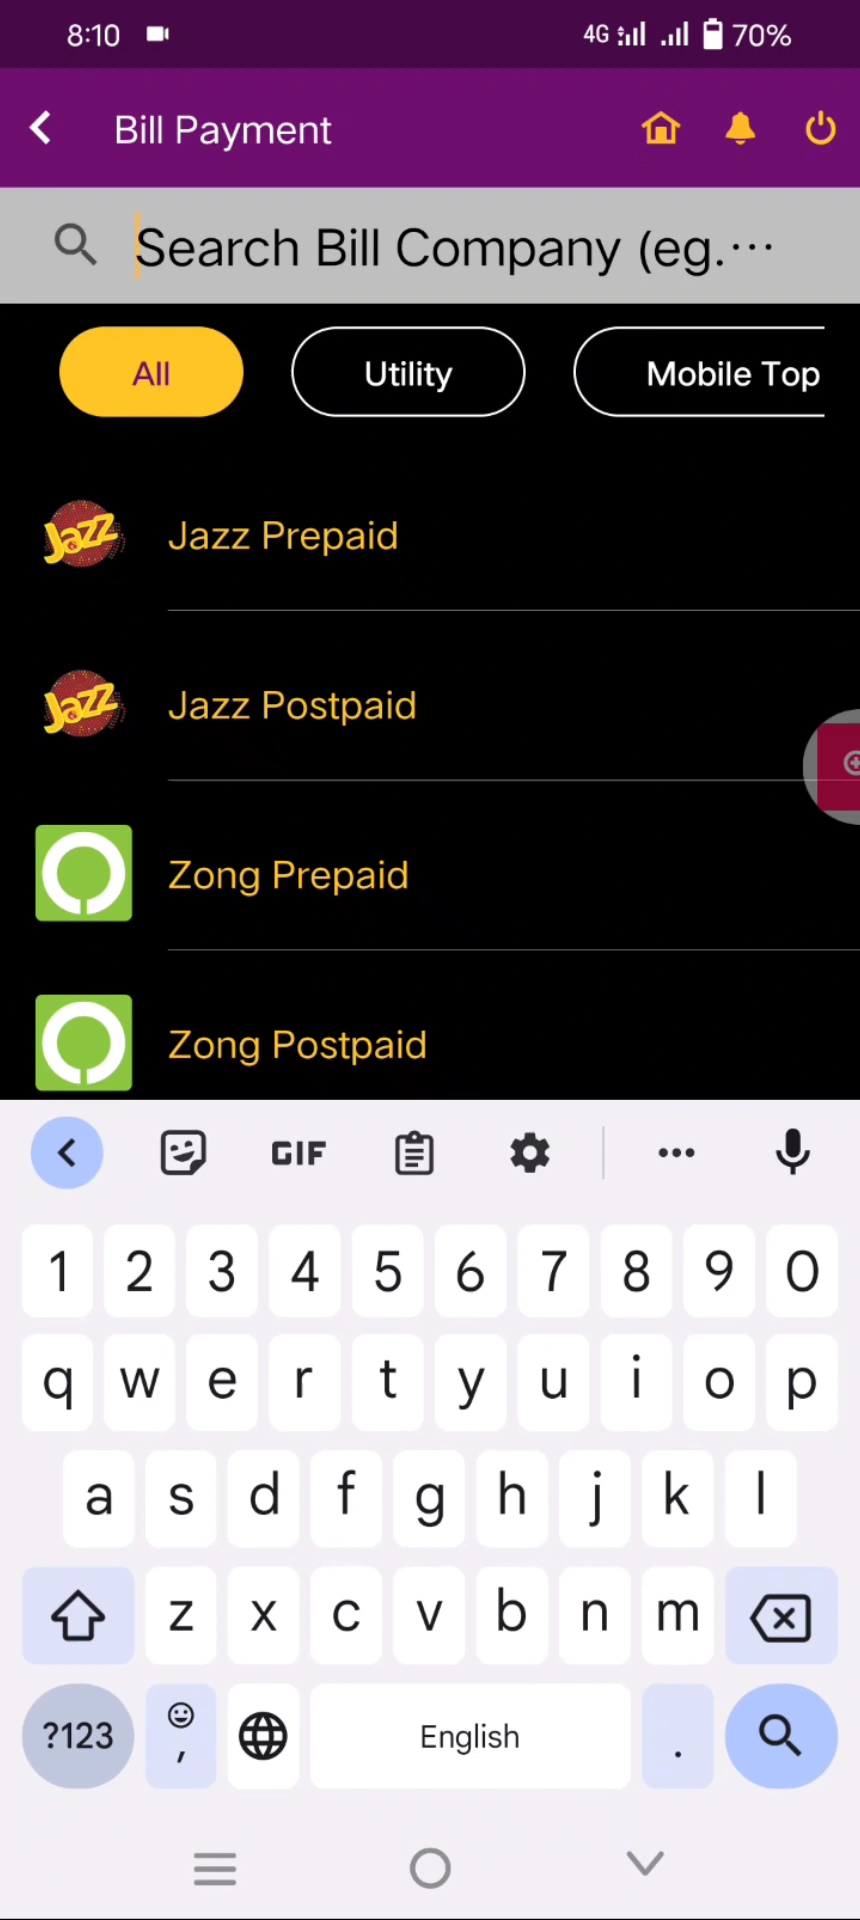 8:10 4G 70%
Bill Payment
Search Bill Company (eg.···
All Utility Mobile Top
Jazz Jazz Prepaid
Jazz Jazz Postpaid
Zong Prepaid
Zong Postpaid
GIF
1 2 3 4 5 6 7 8 9 0
q w e r t y u i o p
a s d f g h j k l
z x c v b n m
?123 , English .